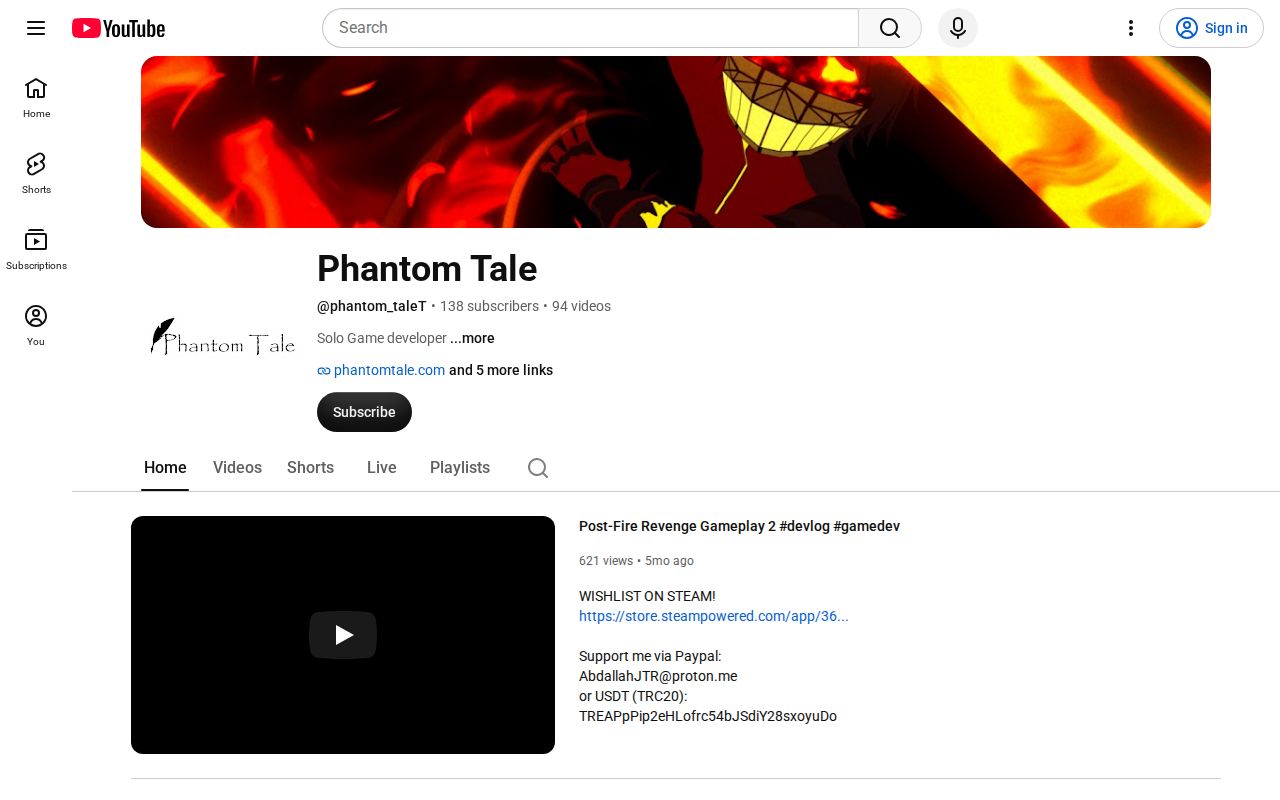 YouTube
Search
Sign in
Home
Shorts
Subscriptions
You
Phantom Tale
Phantom Tale
@phantom_taleT • 138 subscribers • 94 videos
Solo Game developer ...more
phantomtale.com and 5 more links
Subscribe
Home Videos Shorts Live Playlists
Post-Fire Revenge Gameplay 2 #devlog #gamedev
621 views • 5mo ago
WISHLIST ON STEAM!
https://store.steampowered.com/app/36...
Support me via Paypal:
AbdallahJTR@proton.me
or USDT (TRC20):
TREAPpPip2eHLofrc54bJSdiY28sxoyuDo